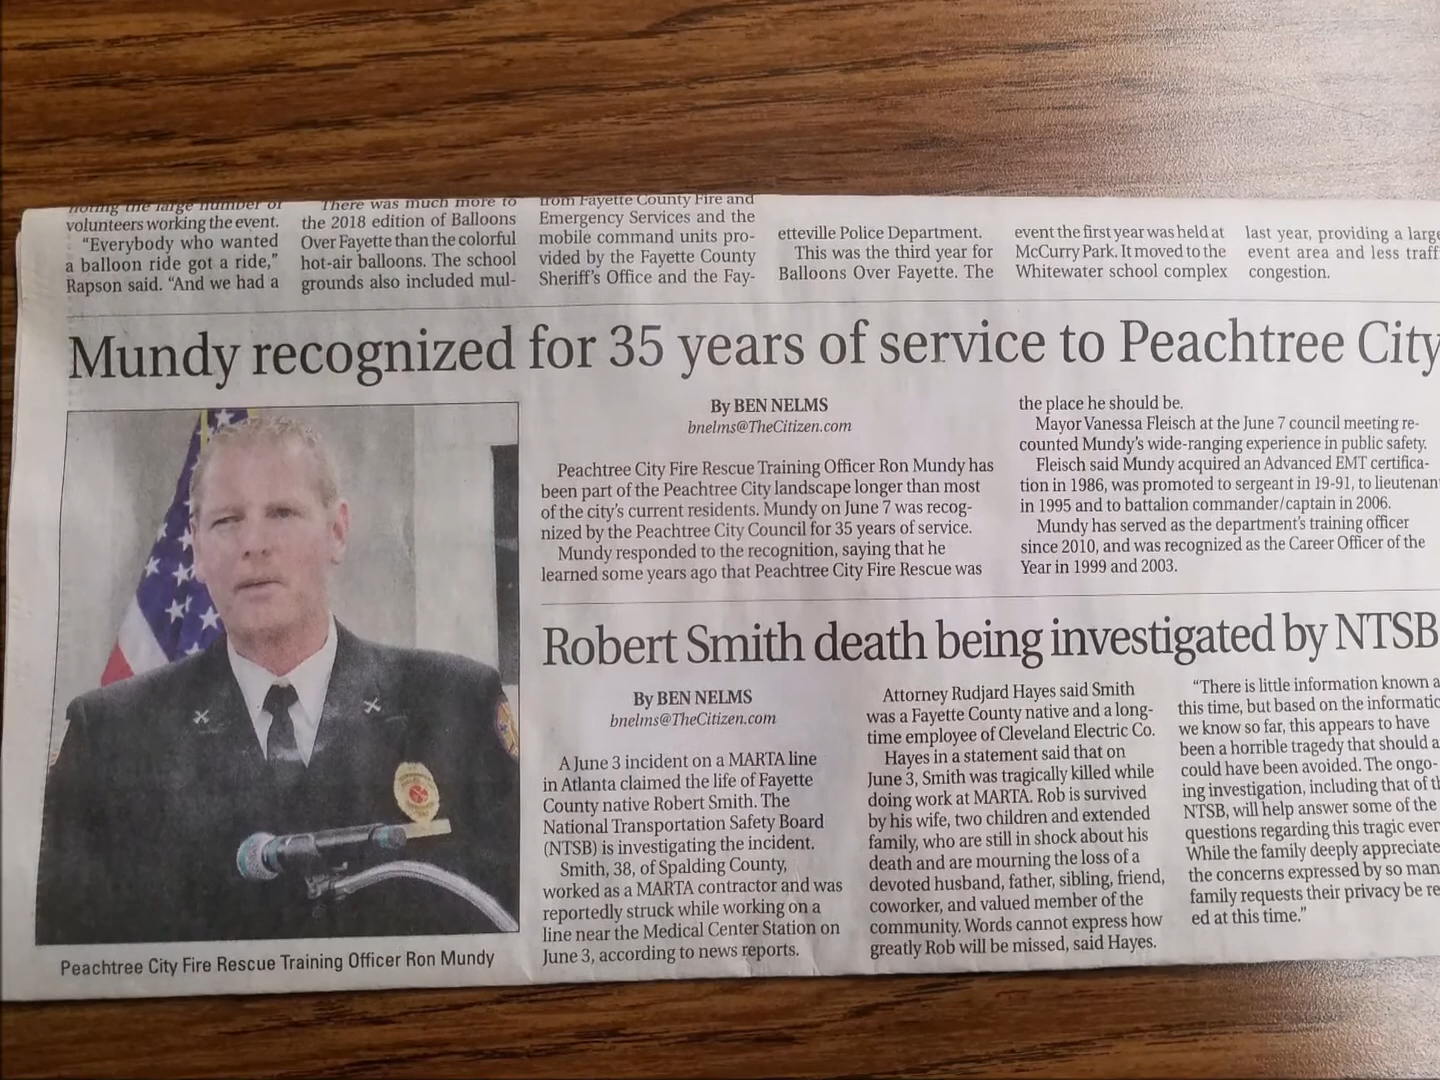 noting the large number of
volunteers working the event.
“Everybody who wanted
a balloon ride got a ride,”
Rapson said. “And we had a
There was much more to
the 2018 edition of Balloons
Over Fayette than the colorful
hot-air balloons. The school
grounds also included mul-
from Fayette County Fire and
Emergency Services and the
mobile command units pro-
vided by the Fayette County
Sheriff’s Office and the Fay-
etteville Police Department.
This was the third year for
Balloons Over Fayette. The
event the first year was held at
McCurry Park. It moved to the
Whitewater school complex
last year, providing a large
event area and less traff
congestion.
Mundy recognized for 35 years of service to Peachtree City
Peachtree City Fire Rescue Training Officer Ron Mundy
By BEN NELMS
bnelms@TheCitizen.com
Peachtree City Fire Rescue Training Officer Ron Mundy has
been part of the Peachtree City landscape longer than most
of the city’s current residents. Mundy on June 7 was recog-
nized by the Peachtree City Council for 35 years of service.
Mundy responded to the recognition, saying that he
learned some years ago that Peachtree City Fire Rescue was
the place he should be.
Mayor Vanessa Fleisch at the June 7 council meeting re-
counted Mundy’s wide-ranging experience in public safety.
Fleisch said Mundy acquired an Advanced EMT certifica-
tion in 1986, was promoted to sergeant in 19-91, to lieutenant
in 1995 and to battalion commander/captain in 2006.
Mundy has served as the department’s training officer
since 2010, and was recognized as the Career Officer of the
Year in 1999 and 2003.
Robert Smith death being investigated by NTSB
By BEN NELMS
bnelms@TheCitizen.com
A June 3 incident on a MARTA line
in Atlanta claimed the life of Fayette
County native Robert Smith. The
National Transportation Safety Board
(NTSB) is investigating the incident.
Smith, 38, of Spalding County,
worked as a MARTA contractor and was
reportedly struck while working on a
line near the Medical Center Station on
June 3, according to news reports.
Attorney Rudjard Hayes said Smith
was a Fayette County native and a long-
time employee of Cleveland Electric Co.
Hayes in a statement said that on
June 3, Smith was tragically killed while
doing work at MARTA. Rob is survived
by his wife, two children and extended
family, who are still in shock about his
death and are mourning the loss of a
devoted husband, father, sibling, friend,
coworker, and valued member of the
community. Words cannot express how
greatly Rob will be missed, said Hayes.
“There is little information known a
this time, but based on the informatio
we know so far, this appears to have
been a horrible tragedy that should a
could have been avoided. The ongo-
ing investigation, including that of th
NTSB, will help answer some of the
questions regarding this tragic even
While the family deeply appreciate
the concerns expressed by so man
family requests their privacy be re
ed at this time.”